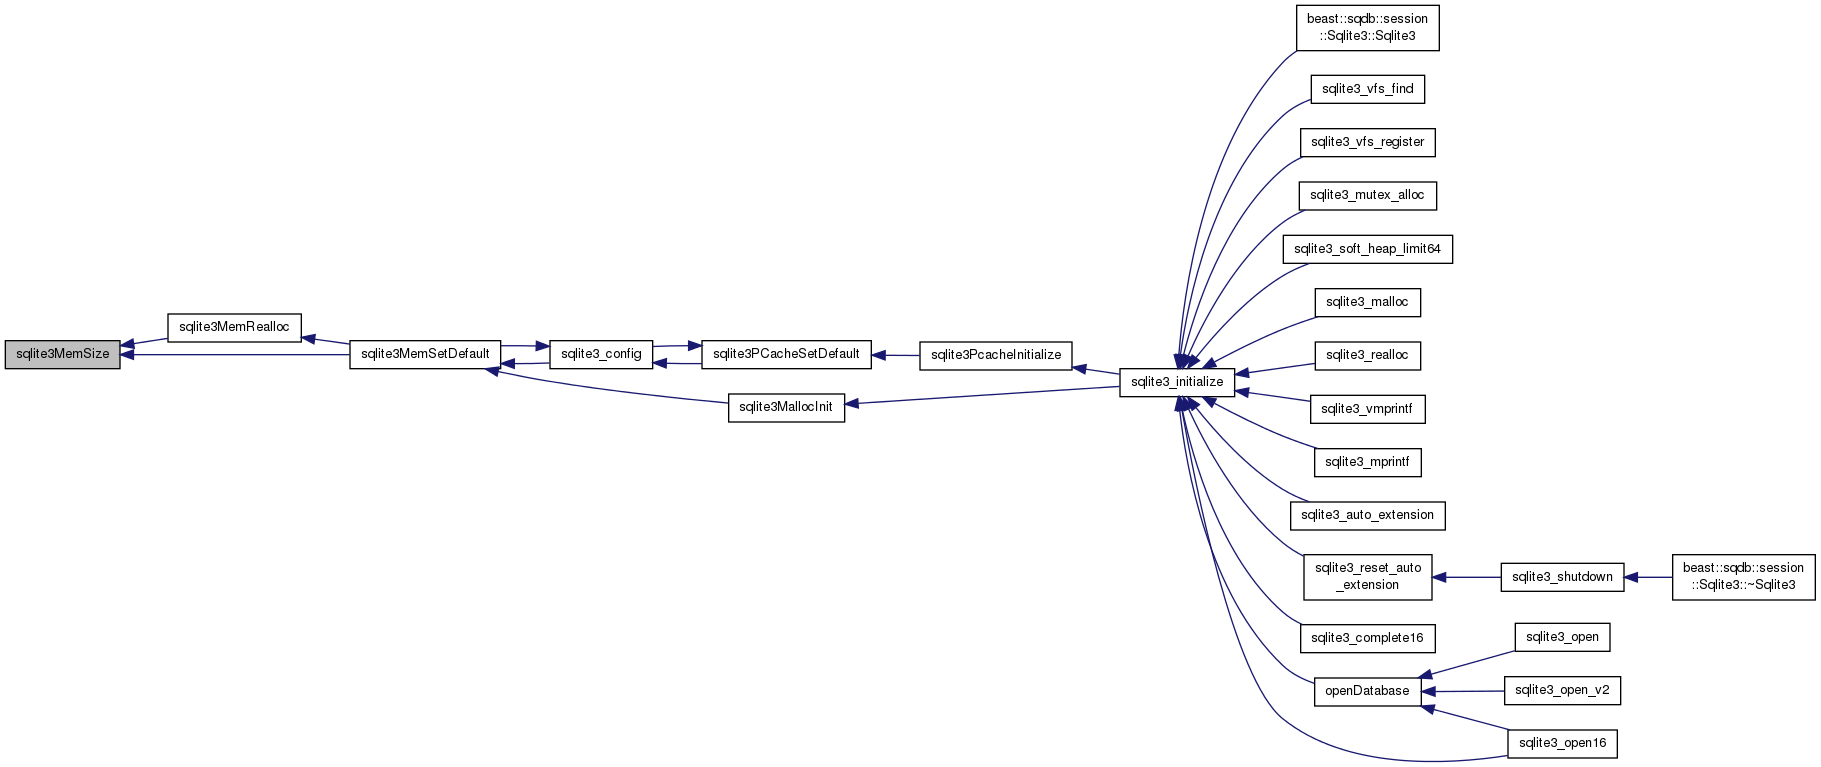 beast::sqdb::session
::Sqlite3::Sqlite3
sqlite3_vfs_find
sqlite3_vfs_register
sqlite3_mutex_alloc
sqlite3_soft_heap_limit64
sqlite3_malloc
sqlite3MemRealloc
sqlite3MemSize
sqlite3MemSetDefault
sqlite3_config
sqlite3PCacheSetDefault
sqlite3PcacheInitialize
sqlite3_realloc
sqlite3_initialize
sqlite3MallocInit
sqlite3_vmprintf
sqlite3_mprintf
sqlite3_auto_extension
sqlite3_reset_auto
_extension
sqlite3_shutdown
beast::sqdb::session
::Sqlite3::~Sqlite3
sqlite3_complete16
sqlite3_open
openDatabase
sqlite3_open_v2
sqlite3_open16